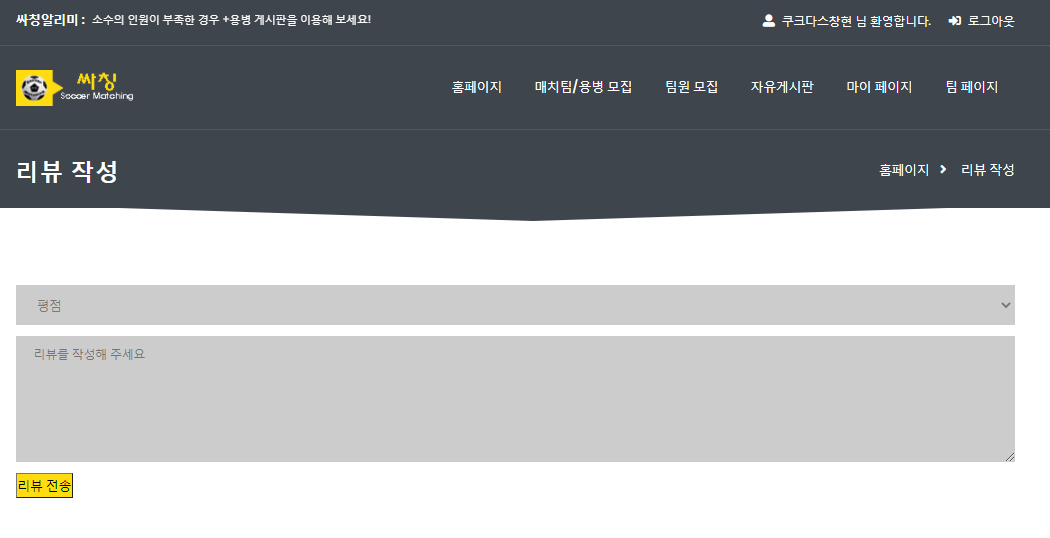 싸칭알리미 : 소수의 인원이 부족한 경우 +용병 게시판을 이용해 보세요!
쿠크다스창현 님 환영합니다. 로그아웃
싸칭
Soccer Matching
홈페이지 매치팀/용병 모집 팀원 모집 자유게시판 마이 페이지 팀 페이지
리뷰 작성
홈페이지 > 리뷰 작성
평점
리뷰를 작성해 주세요
리뷰 전송